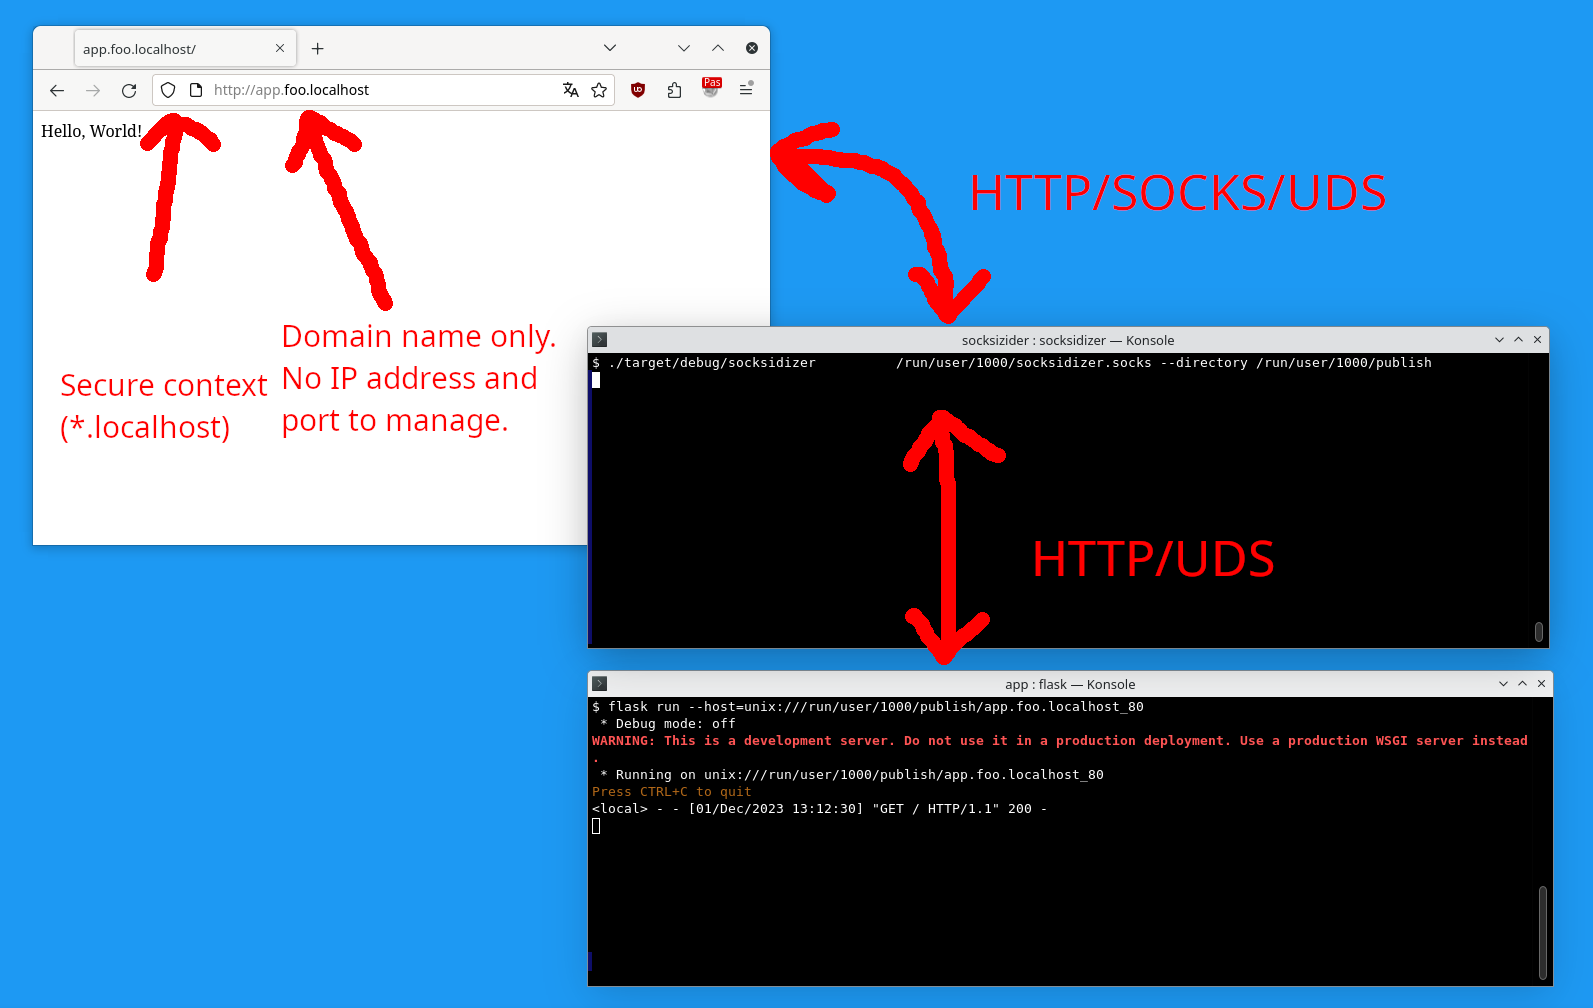 app.foo.localhost/
http://app.foo.localhost
UD
Pas
Hello, World!
HTTP/SOCKS/UDS
Secure context
(*.localhost)
Domain name only.
No IP address and
port to manage.
socksizider : socksidizer — Konsole
$ ./target/debug/socksidizer          /run/user/1000/socksidizer.socks --directory /run/user/1000/publish
HTTP/UDS
app : flask — Konsole
$ flask run --host=unix:///run/user/1000/publish/app.foo.localhost_80
 * Debug mode: off
WARNING: This is a development server. Do not use it in a production deployment. Use a production WSGI server instead
.
 * Running on unix:///run/user/1000/publish/app.foo.localhost_80
Press CTRL+C to quit
<local> - - [01/Dec/2023 13:12:30] "GET / HTTP/1.1" 200 -